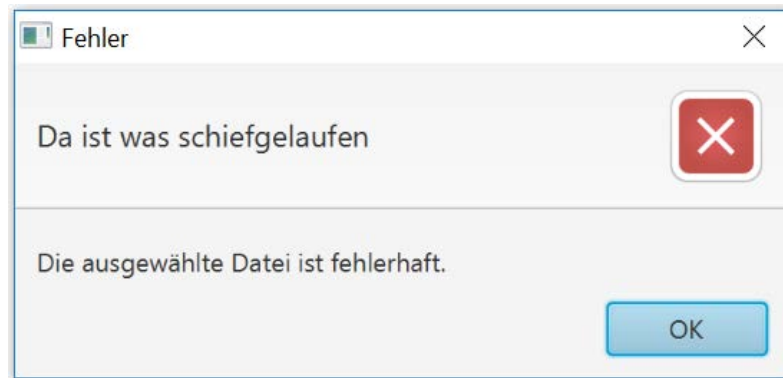 Fehler
Da ist was schiefgelaufen
Die ausgewählte Datei ist fehlerhaft.
OK